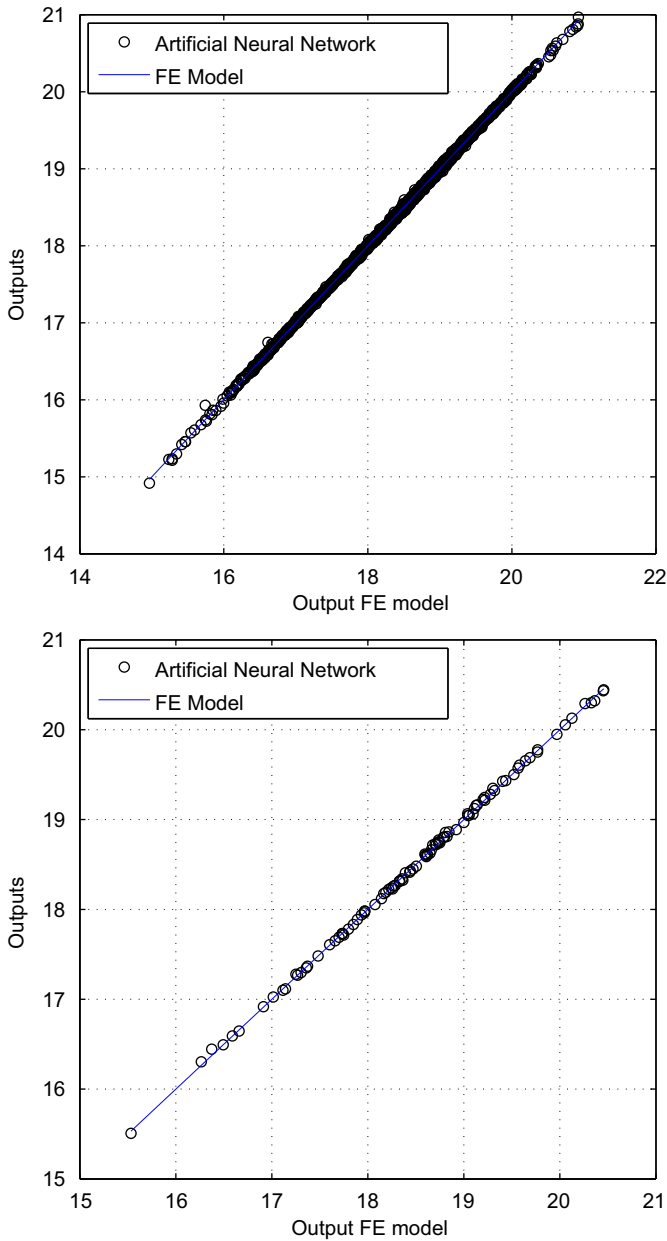 21
20
19
18
17
16
15
14
Outputs
Artificial Neural Network
FE Model
14 16 18 20 22
Output FE model
21
20
19
18
17
16
15
Outputs
Artificial Neural Network
FE Model
15 16 17 18 19 20 21
Output FE model